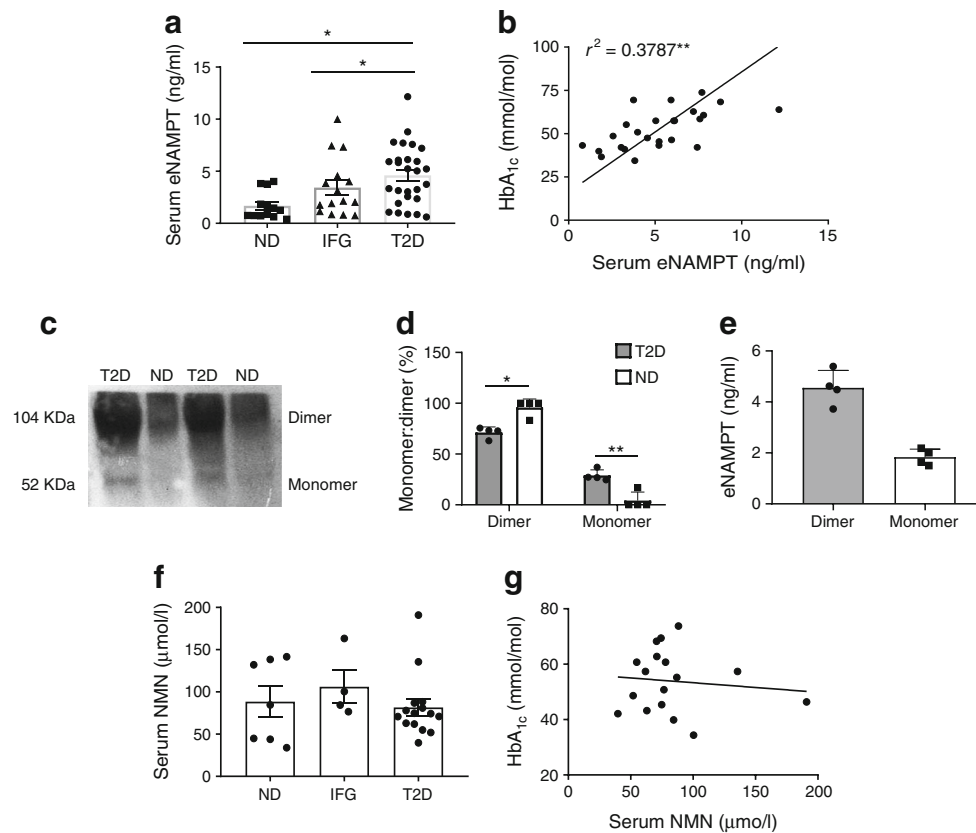 a
*
*
Serum eNAMPT (ng/ml)
15
10
5
0
ND IFG T2D
b
r² = 0.3787**
HbA1c (mmol/mol)
100
75
50
25
0
0 5 10 15
Serum eNAMPT (ng/ml)
c
T2D ND T2D ND
104 KDa Dimer
52 KDa Monomer
d
T2D
ND
Monomer:dimer (%)
150
100
50
0
*
**
Dimer Monomer
e
eNAMPT (ng/ml)
6
4
2
0
Dimer Monomer
f
Serum NMN (µmol/l)
200
150
100
50
0
ND IFG T2D
g
HbA1c (mmol/mol)
80
60
40
20
0 50 100 150 200
Serum NMN (µmol/l)